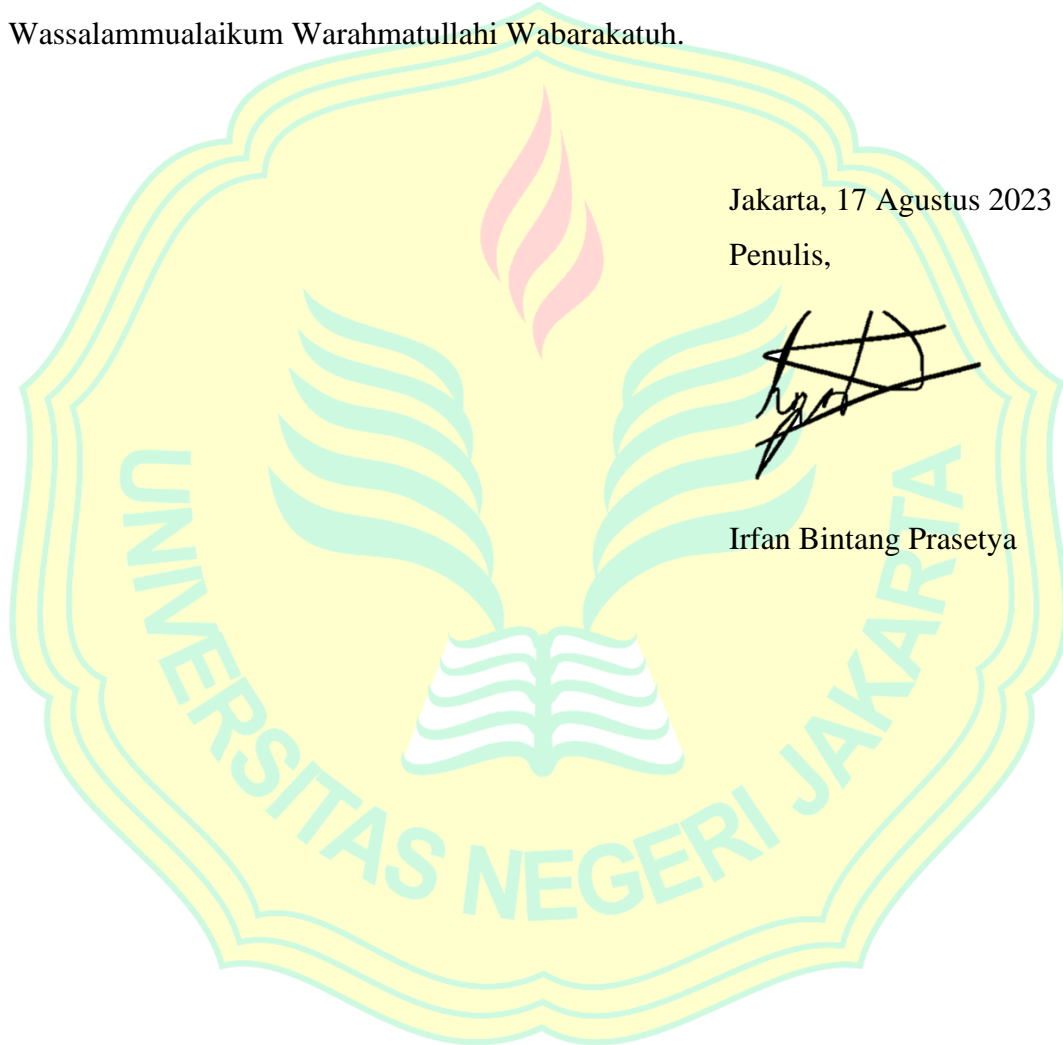 Wassalammualaikum Warahmatullahi Wabarakatuh.
Jakarta, 17 Agustus 2023
Penulis,
Irfan Bintang Prasetya
UNIVERSITAS NEGERI JAKARTA